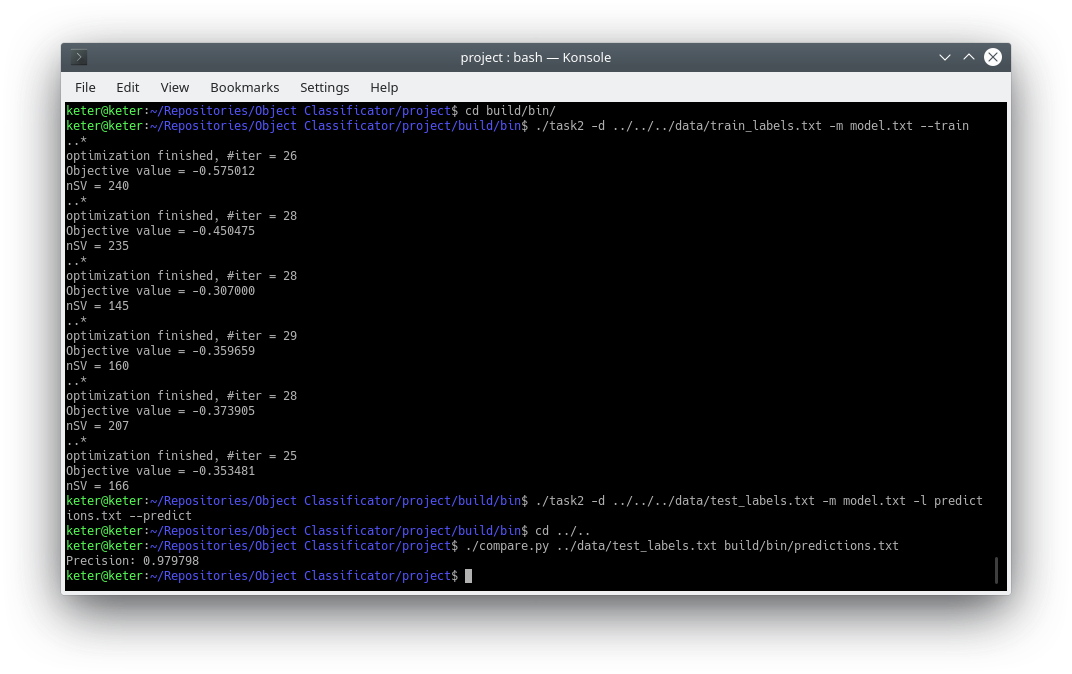 project : bash — Konsole
File Edit View Bookmarks Settings Help
keter@keter:~/Repositories/Object Classificator/project$ cd build/bin/
keter@keter:~/Repositories/Object Classificator/project/build/bin$ ./task2 -d ../../../data/train_labels.txt -m model.txt --train
..*
optimization finished, #iter = 26
Objective value = -0.575012
nSV = 240
..*
optimization finished, #iter = 28
Objective value = -0.450475
nSV = 235
..*
optimization finished, #iter = 28
Objective value = -0.307000
nSV = 145
..*
optimization finished, #iter = 29
Objective value = -0.359659
nSV = 160
..*
optimization finished, #iter = 28
Objective value = -0.373905
nSV = 207
..*
optimization finished, #iter = 25
Objective value = -0.353481
nSV = 166
keter@keter:~/Repositories/Object Classificator/project/build/bin$ ./task2 -d ../../../data/test_labels.txt -m model.txt -l predict
ions.txt --predict
keter@keter:~/Repositories/Object Classificator/project/build/bin$ cd ../..
keter@keter:~/Repositories/Object Classificator/project$ ./compare.py ../data/test_labels.txt build/bin/predictions.txt
Precision: 0.979798
keter@keter:~/Repositories/Object Classificator/project$